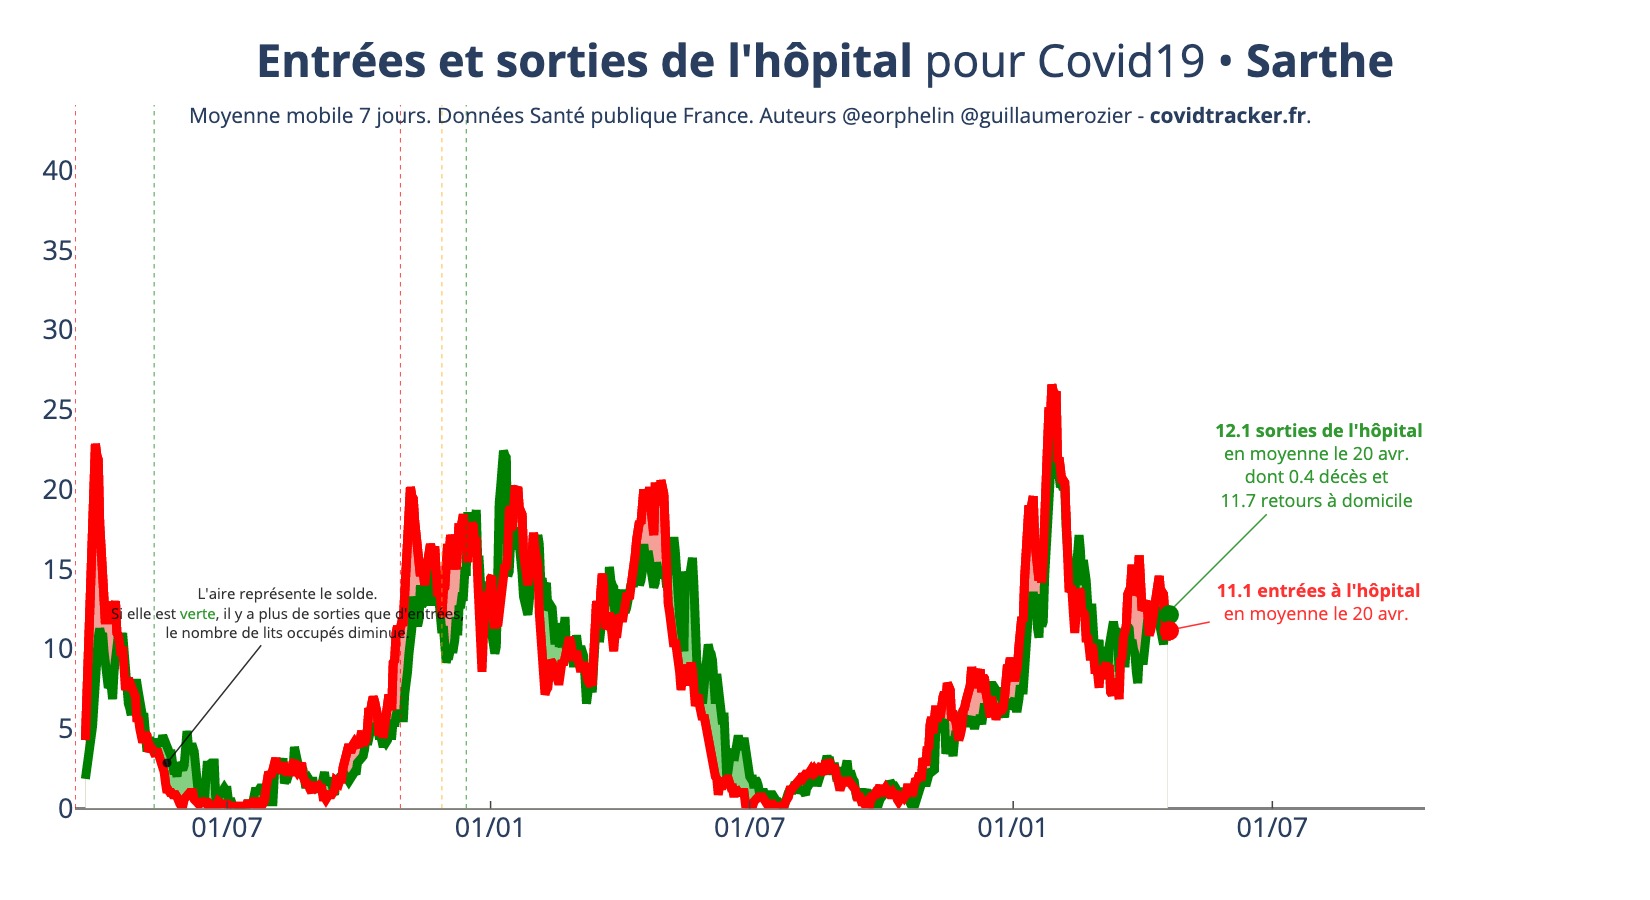 Entrées et sorties de l'hôpital pour Covid19 • Sarthe
Moyenne mobile 7 jours. Données Santé publique France. Auteurs @eorphelin @guillaumerozier - covidtracker.fr.
40
35
30
25
20
15
10
5
0
L'aire représente le solde.
Si elle est verte, il y a plus de sorties que d'entrées,
le nombre de lits occupés diminue.
12.1 sorties de l'hôpital
en moyenne le 20 avr.
dont 0.4 décès et
11.7 retours à domicile
11.1 entrées à l'hôpital
en moyenne le 20 avr.
01/07
01/01
01/07
01/01
01/07